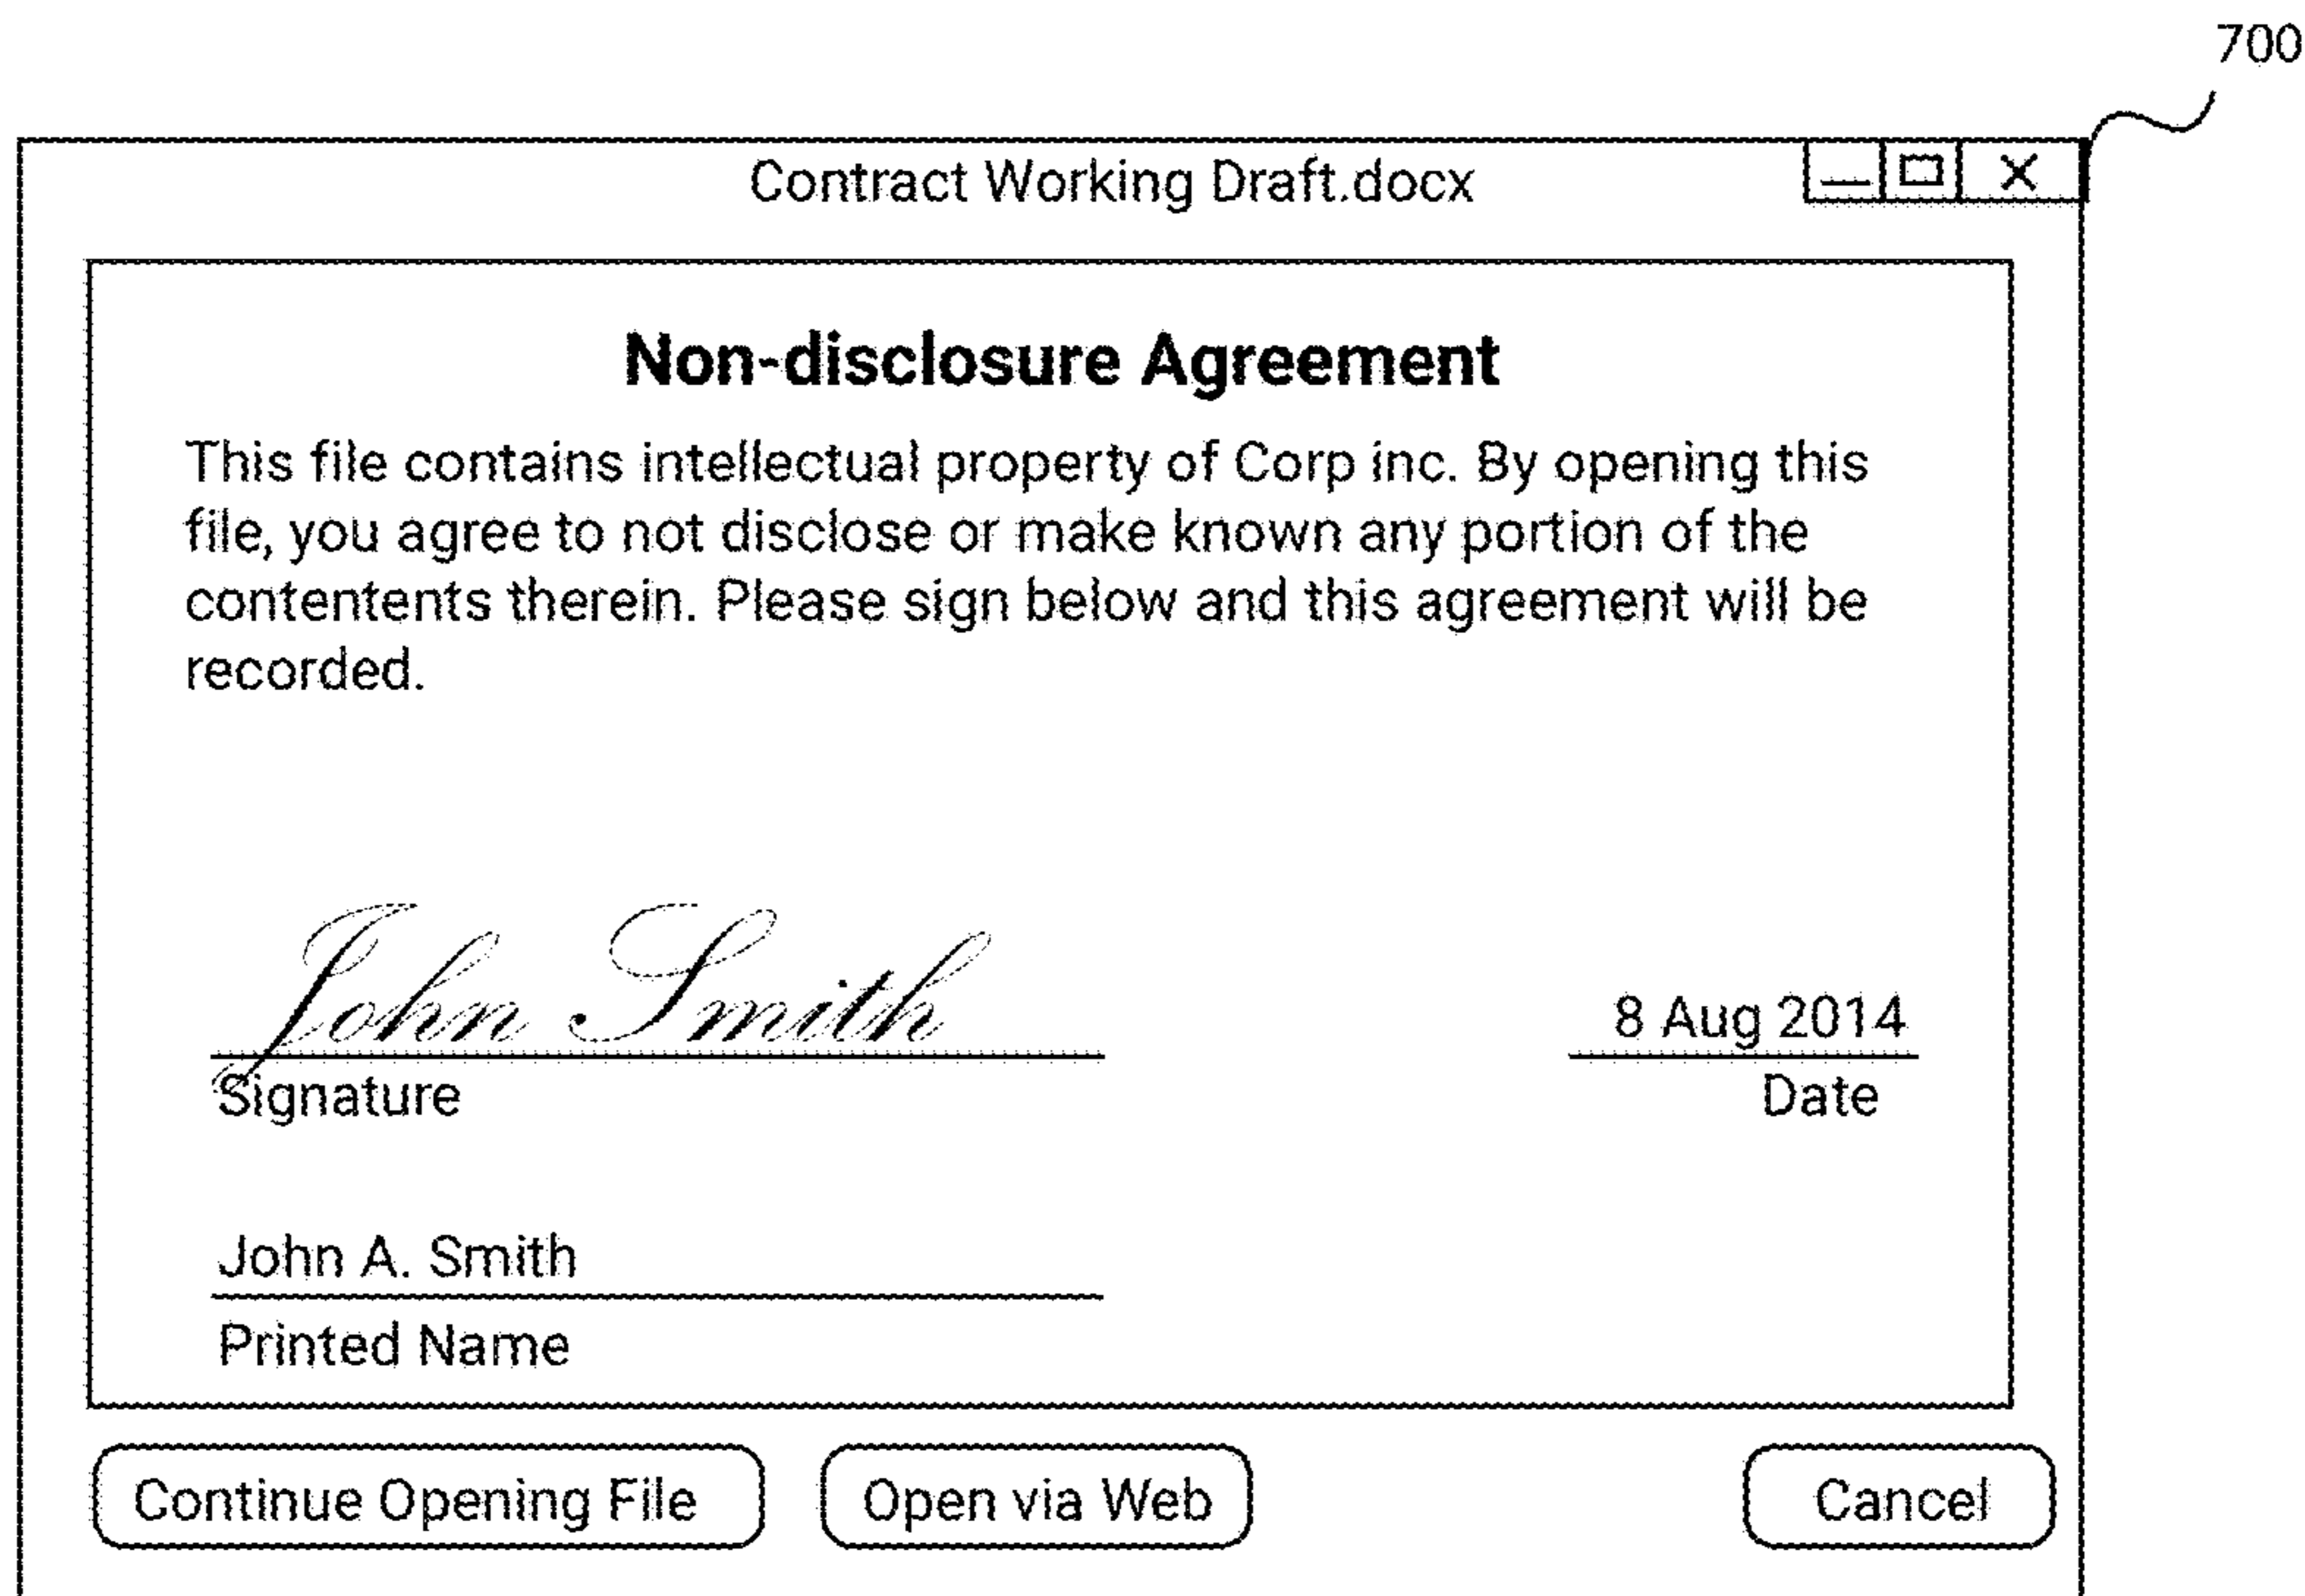 700
Contract Working Draft.docx
Non-disclosure Agreement
This file contains intellectual property of Corp inc. By opening this
file, you agree to not disclose or make known any portion of the
contentents therein. Please sign below and this agreement will be
recorded.
John Smith
8 Aug 2014
Signature
Date
John A. Smith
Printed Name
Continue Opening File
Open via Web
Cancel